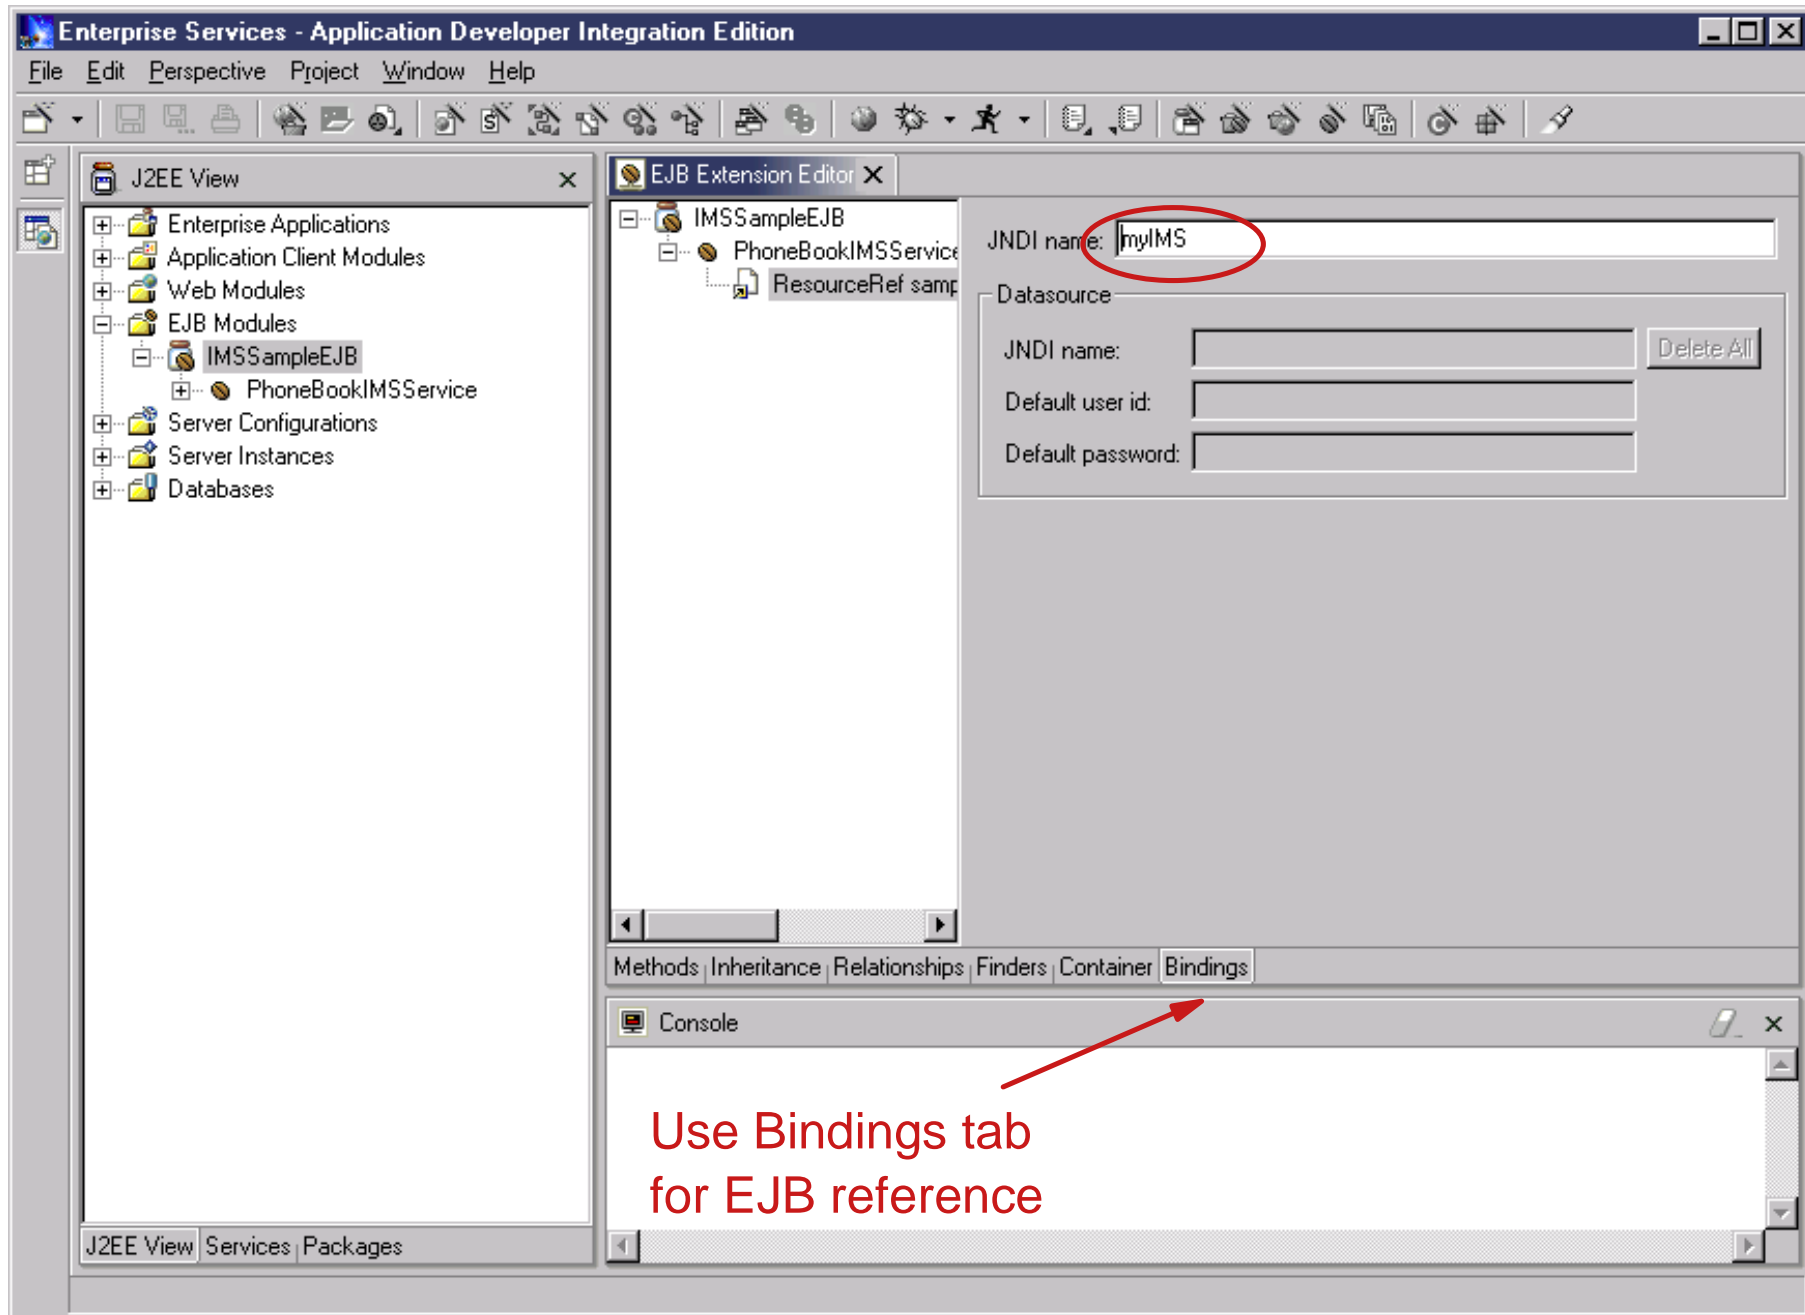 Enterprise Services - Application Developer Integration Edition
File Edit Perspective Project Window Help
J2EE View
Enterprise Applications
Application Client Modules
Web Modules
EJB Modules
IMSSampleEJB
PhoneBookIMSService
Server Configurations
Server Instances
Databases
J2EE View Services Packages
EJB Extension Editor
IMSSampleEJB
PhoneBookIMSService
ResourceRef samp
JNDI name: myIMS
Datasource
JNDI name: Delete All
Default user id:
Default password:
Methods Inheritance Relationships Finders Container Bindings
Console
Use Bindings tab
for EJB reference